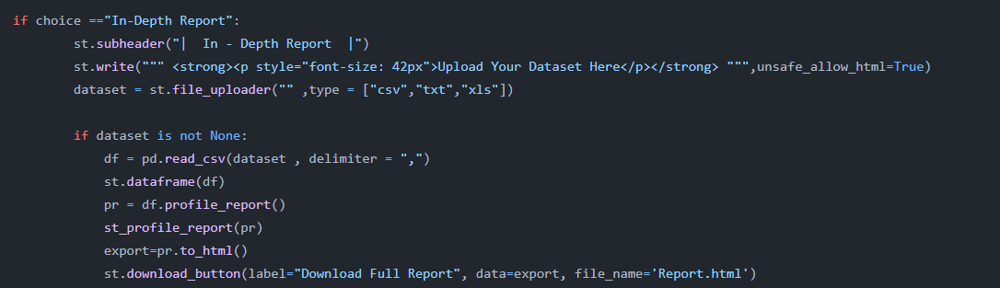 if choice =="In-Depth Report":
        st.subheader("|  In - Depth Report  |")
        st.write(""" <strong><p style="font-size: 42px">Upload Your Dataset Here</p></strong> """,unsafe_allow_html=True)
        dataset = st.file_uploader("" ,type = ["csv","txt","xls"])

        if dataset is not None:
            df = pd.read_csv(dataset , delimiter = ",")
            st.dataframe(df)
            pr = df.profile_report()
            st_profile_report(pr)
            export=pr.to_html()
            st.download_button(label="Download Full Report", data=export, file_name='Report.html')